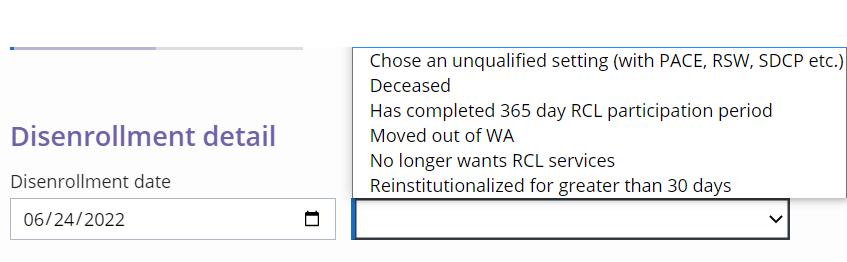 Chose an unqualified setting (with PACE, RSW, SDCP etc.)
Deceased
Has completed 365 day RCL participation period
Moved out of WA
No longer wants RCL services
Reinstitutionalized for greater than 30 days
Disenrollment detail
Disenrollment date
06/24/2022